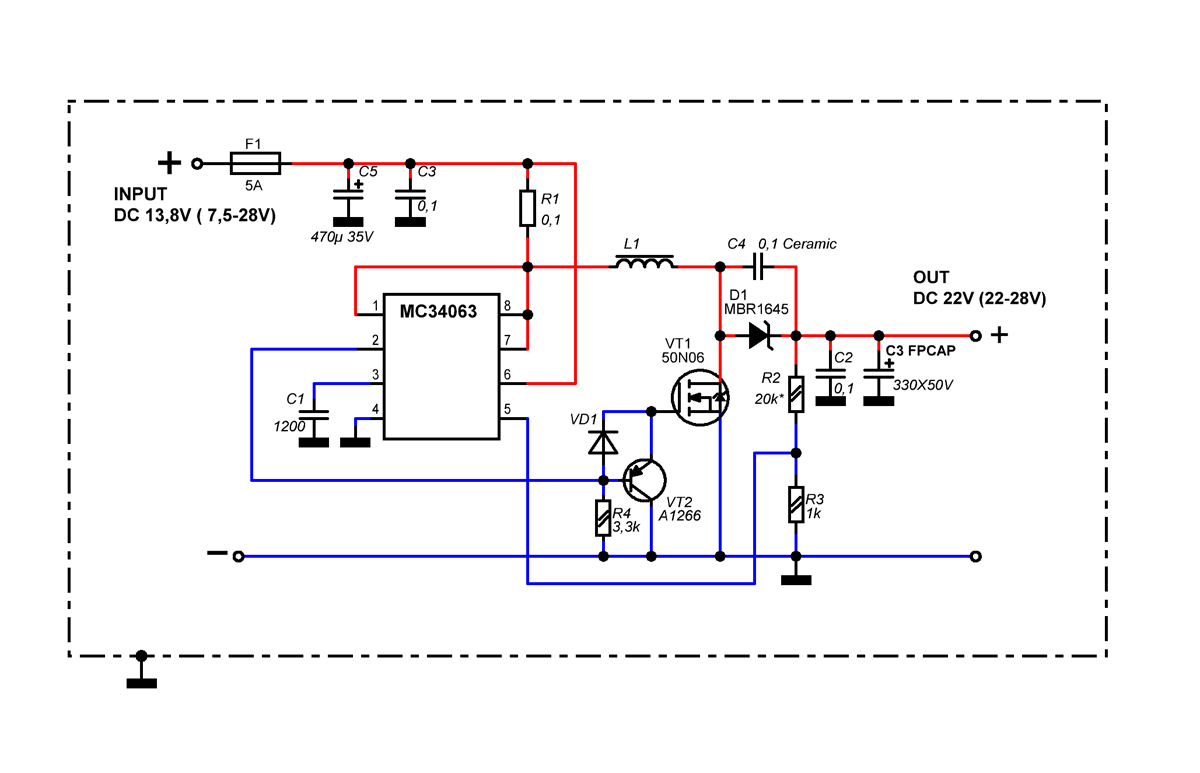 F1
5A
+
INPUT
DC 13,8V ( 7,5-28V)
C5
+
470µ 35V
C3
0,1
R1
0,1
L1
C4 0,1 Ceramic
OUT
DC 22V (22-28V)
+
D1
MBR1645
MC34063
1
2
3
4
8
7
6
5
VT1
50N06
C1
1200
VD1
VT2
A1266
R4
3,3k
R2
20k*
R3
1k
C2
0,1
C3 FPCAP
+
330X50V
−